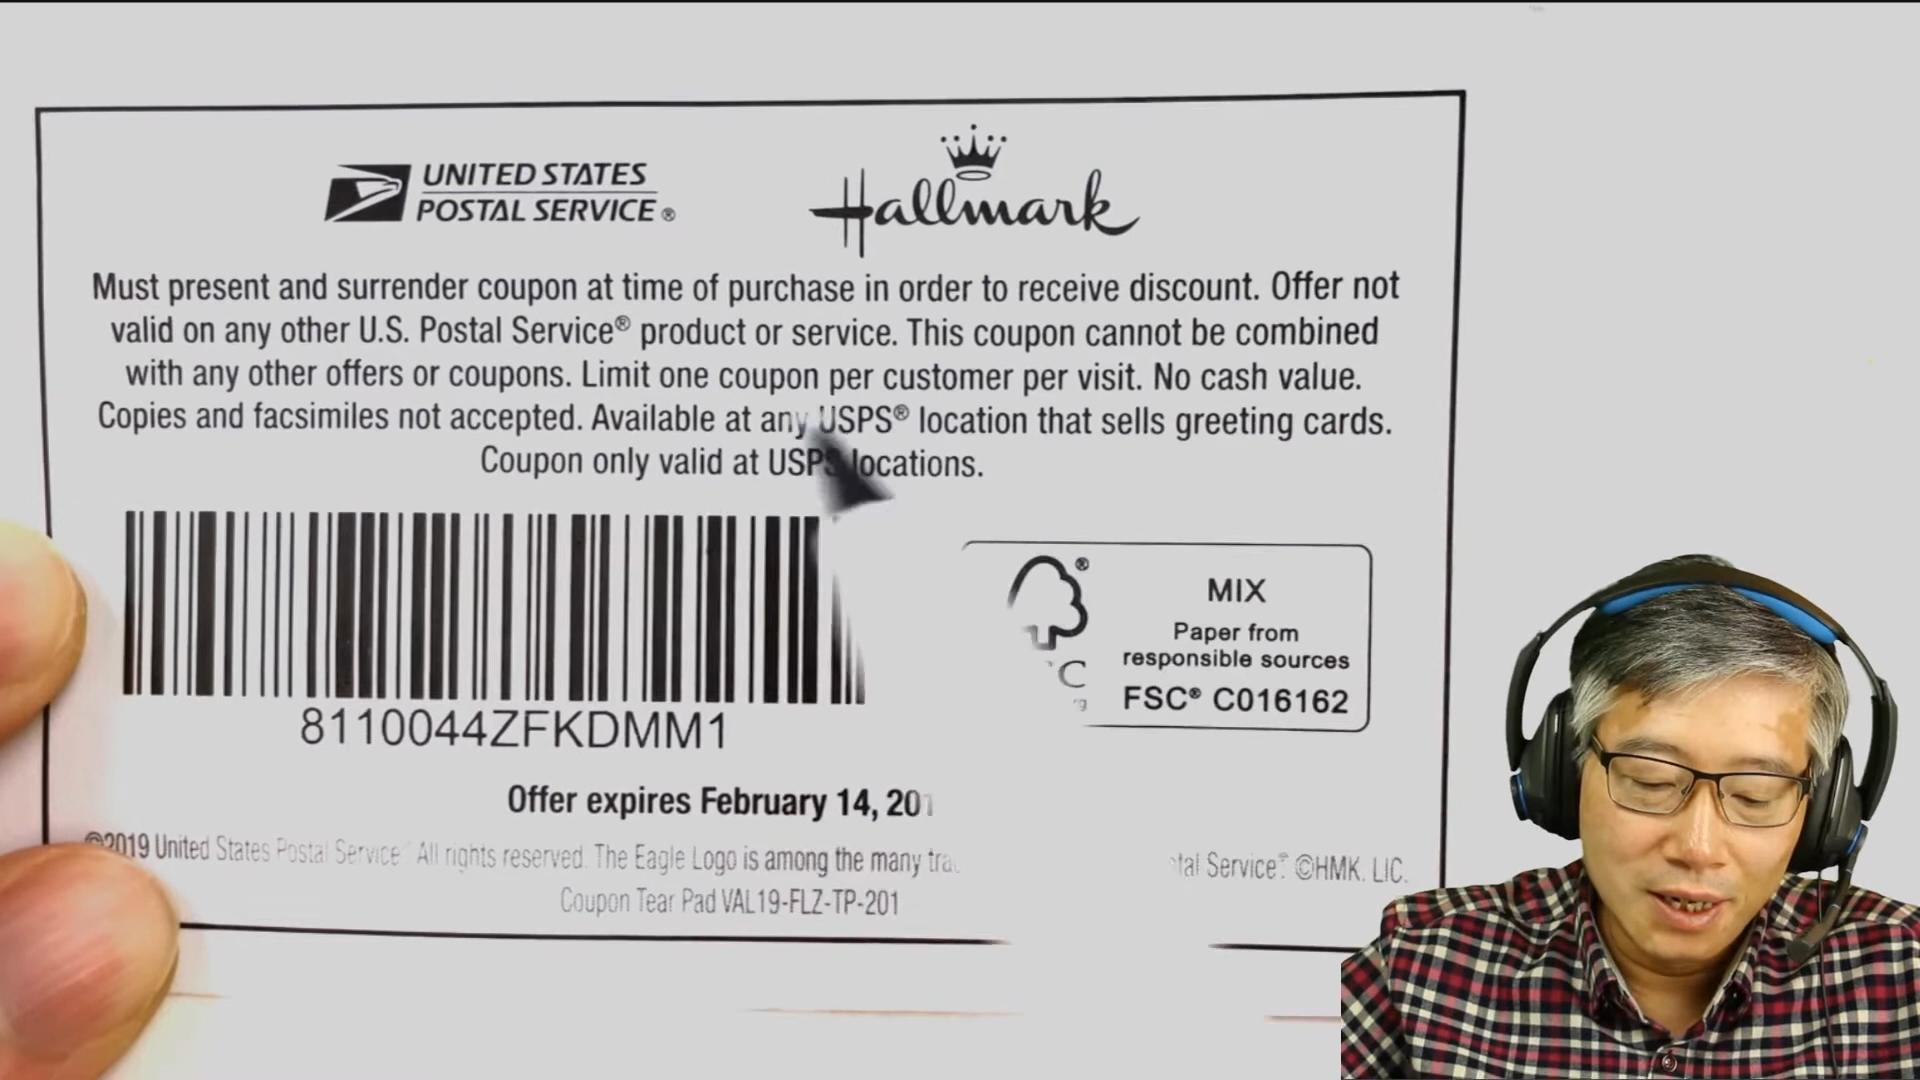 UNITED STATES
POSTAL SERVICE®
Hallmark
Must present and surrender coupon at time of purchase in order to receive discount. Offer not
valid on any other U.S. Postal Service® product or service. This coupon cannot be combined
with any other offers or coupons. Limit one coupon per customer per visit. No cash value.
Copies and facsimiles not accepted. Available at any USPS® location that sells greeting cards.
Coupon only valid at USPS locations.
8110044ZFKDMM1
®
MIX
Paper from
responsible sources
FSC® C016162
Offer expires February 14,
©2019 United States Postal Service® All rights reserved. The Eagle Logo is among the many Service®. ©HMK. LIC.
Coupon Tear Pad VAL19-FLZ-TP-201